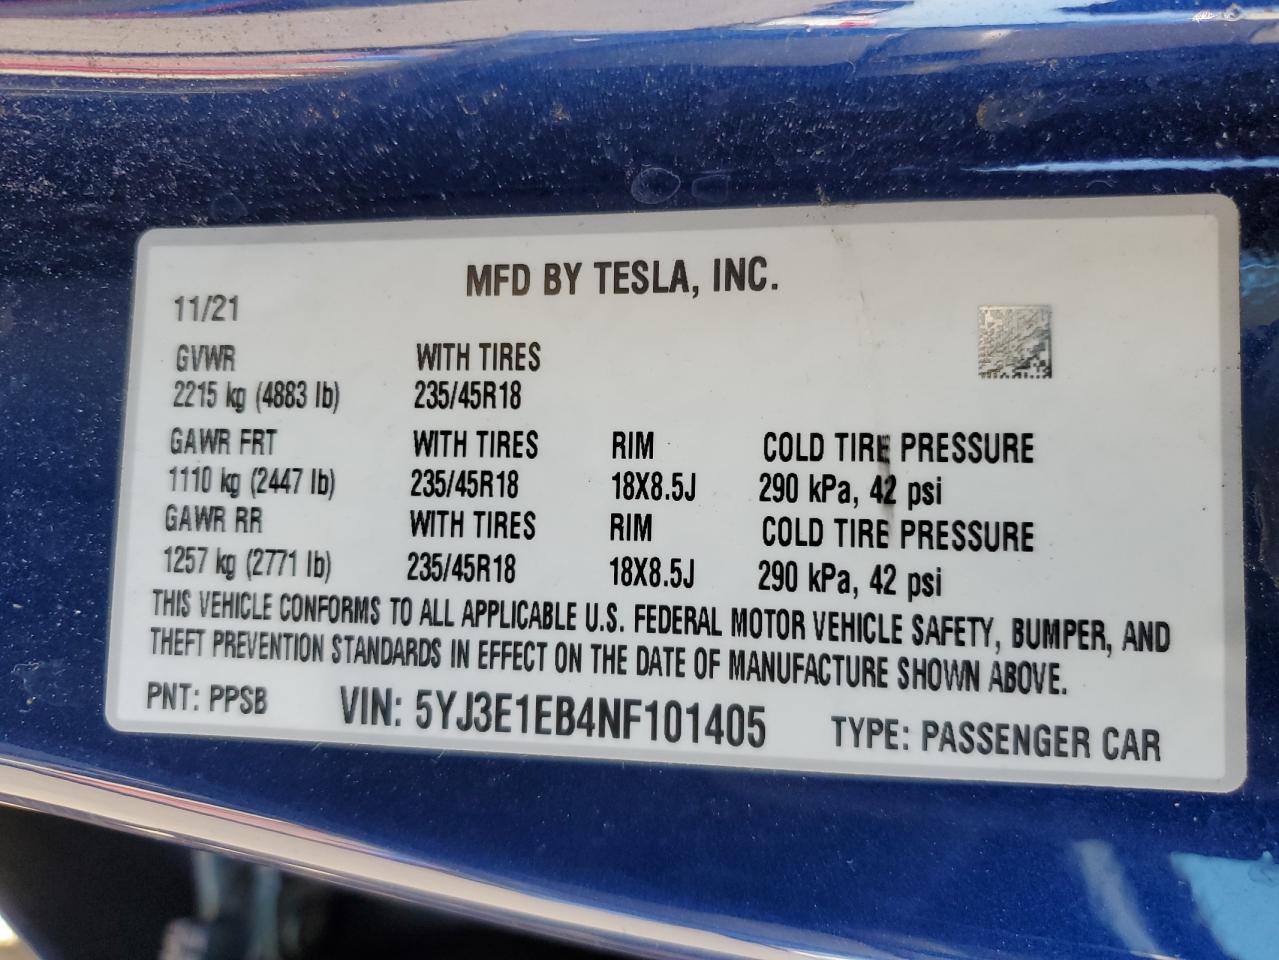 MFD BY TESLA, INC.
11/21
GVWR WITH TIRES
2215 kg (4883 lb) 235/45R18
GAWR FRT WITH TIRES RIM COLD TIRE PRESSURE
1110 kg (2447 lb) 235/45R18 18X8.5J 290 kPa, 42 psi
GAWR RR WITH TIRES RIM COLD TIRE PRESSURE
1257 kg (2771 lb) 235/45R18 18X8.5J 290 kPa, 42 psi
THIS VEHICLE CONFORMS TO ALL APPLICABLE U.S. FEDERAL MOTOR VEHICLE SAFETY, BUMPER, AND
THEFT PREVENTION STANDARDS IN EFFECT ON THE DATE OF MANUFACTURE SHOWN ABOVE.
PNT: PPSB VIN: 5YJ3E1EB4NF101405 TYPE: PASSENGER CAR